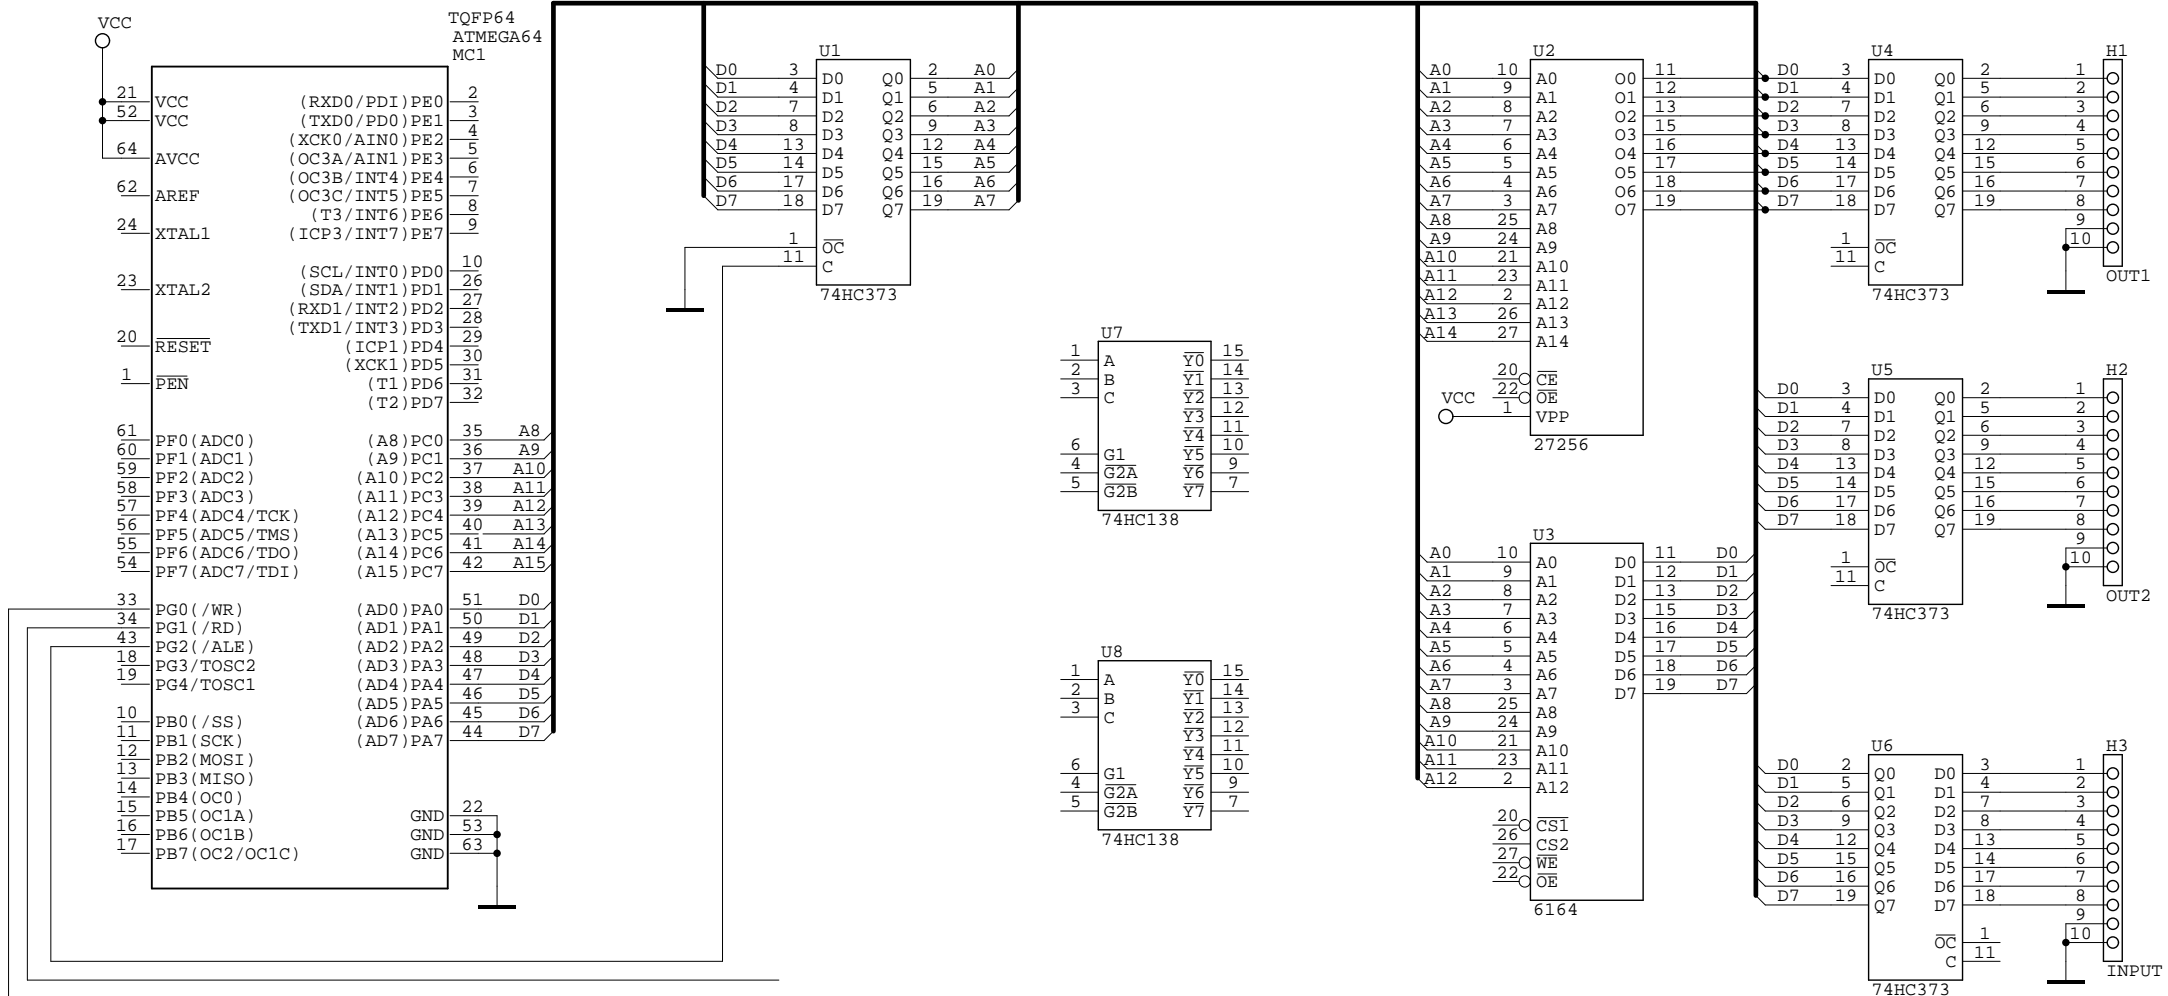 VCC
TQFP64
ATMEGA64
MC1
21 VCC (RXD0/PDI)PE0 2
52 VCC (TXD0/PD0)PE1 3
(XCK0/AIN0)PE2 4
64 AVCC (OC3A/AIN1)PE3 5
(OC3B/INT4)PE4 6
62 AREF (OC3C/INT5)PE5 7
(T3/INT6)PE6 8
24 XTAL1 (ICP3/INT7)PE7 9
(SCL/INT0)PD0 10
23 XTAL2 (SDA/INT1)PD1 26
(RXD1/INT2)PD2 27
(TXD1/INT3)PD3 28
20 RESET (ICP1)PD4 29
(XCK1)PD5 30
1 PEN (T1)PD6 31
(T2)PD7 32
61 PF0(ADC0) (A8)PC0 35 A8
60 PF1(ADC1) (A9)PC1 36 A9
59 PF2(ADC2) (A10)PC2 37 A10
58 PF3(ADC3) (A11)PC3 38 A11
57 PF4(ADC4/TCK) (A12)PC4 39 A12
56 PF5(ADC5/TMS) (A13)PC5 40 A13
55 PF6(ADC6/TDO) (A14)PC6 41 A14
54 PF7(ADC7/TDI) (A15)PC7 42 A15
33 PG0(/WR) (AD0)PA0 51 D0
34 PG1(/RD) (AD1)PA1 50 D1
43 PG2(/ALE) (AD2)PA2 49 D2
18 PG3/TOSC2 (AD3)PA3 48 D3
19 PG4/TOSC1 (AD4)PA4 47 D4
(AD5)PA5 46 D5
10 PB0(/SS) (AD6)PA6 45 D6
11 PB1(SCK) (AD7)PA7 44 D7
12 PB2(MOSI)
13 PB3(MISO)
14 PB4(OC0)
15 PB5(OC1A) GND 22
16 PB6(OC1B) GND 53
17 PB7(OC2/OC1C) GND 63
U1
D0 3 D0 Q0 2 A0
D1 4 D1 Q1 5 A1
D2 7 D2 Q2 6 A2
D3 8 D3 Q3 9 A3
D4 13 D4 Q4 12 A4
D5 14 D5 Q5 15 A5
D6 17 D6 Q6 16 A6
D7 18 D7 Q7 19 A7
1 OC
11 C
74HC373
U7
1 A Y0 15
2 B Y1 14
3 C Y2 13
Y3 12
Y4 11
6 G1 Y5 10
4 G2A Y6 9
5 G2B Y7 7
74HC138
U8
1 A Y0 15
2 B Y1 14
3 C Y2 13
Y3 12
Y4 11
6 G1 Y5 10
4 G2A Y6 9
5 G2B Y7 7
74HC138
U2
A0 10 A0 O0 11
A1 9 A1 O1 12
A2 8 A2 O2 13
A3 7 A3 O3 15
A4 6 A4 O4 16
A5 5 A5 O5 17
A6 4 A6 O6 18
A7 3 A7 O7 19
A8 25 A8
A9 24 A9
A10 21 A10
A11 23 A11
A12 2 A12
A13 26 A13
A14 27 A14
20 CE
22 OE
VCC 1 VPP
27256
U3
A0 10 A0 D0 11 D0
A1 9 A1 D1 12 D1
A2 8 A2 D2 13 D2
A3 7 A3 D3 15 D3
A4 6 A4 D4 16 D4
A5 5 A5 D5 17 D5
A6 4 A6 D6 18 D6
A7 3 A7 D7 19 D7
A8 25 A8
A9 24 A9
A10 21 A10
A11 23 A11
A12 2 A12
20 CS1
26 CS2
27 WE
22 OE
6164
U4 H1
D0 3 D0 Q0 2 1
D1 4 D1 Q1 5 2
D2 7 D2 Q2 6 3
D3 8 D3 Q3 9 4
D4 13 D4 Q4 12 5
D5 14 D5 Q5 15 6
D6 17 D6 Q6 16 7
D7 18 D7 Q7 19 8
9
1 OC 10
11 C
74HC373 OUT1
U5 H2
D0 3 D0 Q0 2 1
D1 4 D1 Q1 5 2
D2 7 D2 Q2 6 3
D3 8 D3 Q3 9 4
D4 13 D4 Q4 12 5
D5 14 D5 Q5 15 6
D6 17 D6 Q6 16 7
D7 18 D7 Q7 19 8
9
1 OC 10
11 C
74HC373 OUT2
U6 H3
D0 2 Q0 D0 3 1
D1 5 Q1 D1 4 2
D2 6 Q2 D2 7 3
D3 9 Q3 D3 8 4
D4 12 Q4 D4 13 5
D5 15 Q5 D5 14 6
D6 16 Q6 D6 17 7
D7 19 Q7 D7 18 8
9
OC 1 10
C 11
74HC373 INPUT